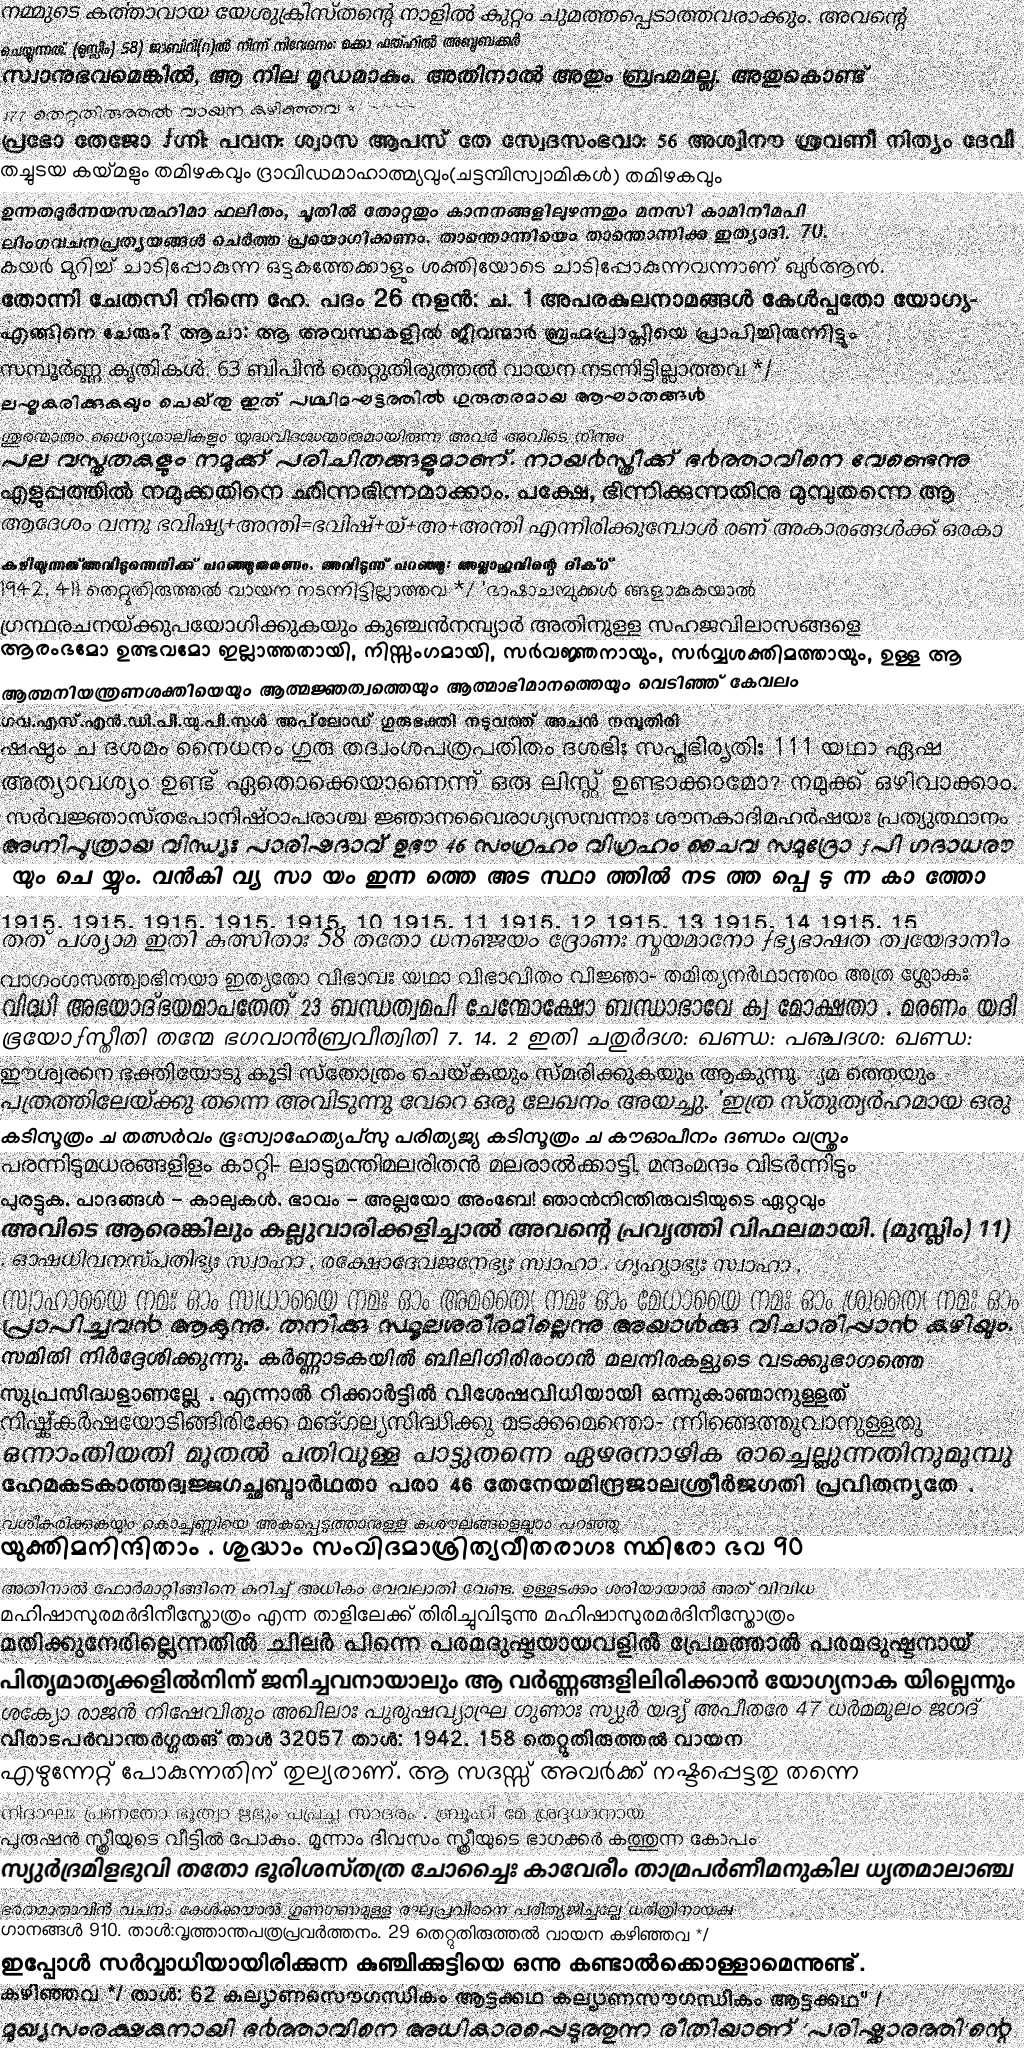 നമ്മുടെ കർത്താവായ യേശുക്രിസ്തന്റെ നാളിൽ കുറ്റം ചുമത്തപ്പെടാത്തവരാക്കും. അവന്റെ
ചെയ്യുന്നത്. (മുസ്ലീം) 58) ജാബിറി(റ)ൽ നിന്ന് നിവേദനം: മക്കാ ഫത്ഹിൽ അബൂബക്കർ
സ്വാനുഭവമെങ്കിൽ, ആ നില മൂഡമാകും. അതിനാൽ അതും ബ്രഹ്മമല്ല. അതുകൊണ്ട്
177 തെറ്റുതിരുത്തൽ വായന കഴിഞ്ഞവ
പ്രഭോ തേജോ ഽഗ്നിഃ പവനഃ ശ്വാസ ആപസ് തേ സ്വേദസംഭവാഃ 56 അശ്വിനൗ ശ്രവണീ നിത്യം ദേവീ
തച്ചുടയ കയ്മളും തമിഴകവും ദ്രാവിഡമാഹാത്മ്യവും(ചട്ടമ്പിസ്വാമികൾ) തമിഴകവും
ഉന്നതദുർന്നയസന്മഹിമാ ഫലിതം, ചൂതിൽ തോറ്റതും കാനനങ്ങളിലുഴന്നതും മനസി കാമിനീമപി
ലിംഗവചനപ്രത്യയങ്ങൾ ചെർത്ത പ്രയൊഗിക്കണം. താന്തൊന്നിയെം താന്തൊന്നിക്ക ഇത്യാദി. 70.
കയർ മുറിച്ച് ചാടിപ്പോകുന്ന ഒട്ടകത്തേക്കാളും ശക്തിയോടെ ചാടിപ്പോകുന്നവന്നാണ് ഖുർആൻ.
തോന്നി ചേതസി നിന്നെ ഹേ. പദം 26 നളൻ: ച. 1 അപരകുലനാമങ്ങൾ കേൾപ്പതോ യോഗ്യ-
എങ്ങിനെ ചേരും? ആചാ: ആ അവസ്ഥകളിൽ ജീവന്മാർ ബ്രഹ്മപ്രാപ്തിയെ പ്രാപിച്ചിരുന്നിട്ടും
സമ്പൂർണ്ണ കൃതികൾ. 63 ബിപിൻ തെറ്റുതിരുത്തൽ വായന നടന്നിട്ടില്ലാത്തവ */
ലഘൂകരിക്കുകയും ചെയ്തു ഇത് പശ്ചിമഘട്ടത്തിൽ ഗുരുതരമായ ആഘാതങ്ങൾ
ശൂരന്മാരും ധൈര്യശാലികളും യുദ്ധവിദഗ്ദ്ധന്മാരുമായിരുന്ന അവർ അവിടെ നിന്നും
പല വസ്തുതകളും നമുക്ക് പരിചിതങ്ങളുമാണ്. നായർസ്ത്രീക്ക് ഭർത്താവിനെ വേണ്ടെന്നു
എളുപ്പത്തിൽ നമുക്കതിനെ ഛിന്നഭിന്നമാക്കാം. പക്ഷേ, ഭിന്നിക്കുന്നതിനു മുമ്പുതന്നെ ആ
ആദേശം വന്നു ഭവിഷ്യ+അന്തി=ഭവിഷ്+യ്+അ+അന്തി എന്നിരിക്കുമ്പോൾ രണ് അകാരങ്ങൾക്ക് ഒരകാ
കഴിയുന്നത്അവിടുന്നെനിക്ക് പറഞ്ഞുതരണം. അവിടുന്ന് പറഞ്ഞു: അല്ലാഹുവിന്റെ ദിക്റ്
1942, 411 തെറ്റുതിരുത്തൽ വായന നടന്നിട്ടില്ലാത്തവ */ 'ഭാഷാചമ്പുക്കൾ ങ്ങളാകുകയാൽ
ഗ്രന്ഥരചനയ്ക്കുപയോഗിക്കുകയും കുഞ്ചൻനമ്പ്യാർ അതിനുള്ള സഹജവിലാസങ്ങളെ
ആരംഭമോ ഉത്ഭവമോ ഇല്ലാത്തതായി, നിസ്സംഗമായി, സർവജ്ഞനായും, സർവ്വശക്തിമത്തായും, ഉള്ള ആ
ആത്മനിയന്ത്രണശക്തിയെയും ആത്മജ്ഞത്വത്തെയും ആത്മാഭിമാനത്തെയും വെടിഞ്ഞ് കേവലം
ഗവ.എസ്.എൻ.ഡി.പി.യു.പി.സ്കൂൾ അപ്‌ലോഡ് ഗുരുഭക്തി നടുവത്ത് അച്ഛൻ നമ്പൂതിരി
ഷഷ്ഠം ച ദശമം നൈധനം ഗുരു തദ്വംശപത്രപതിതം ദശഭിഃ സപ്തഭിര്യതിഃ 111 യഥാ ഏഷ
അത്യാവശ്യം ഉണ്ട് ഏതൊക്കെയാണെന്ന് ഒരു ലിസ്റ്റ് ഉണ്ടാക്കാമോ? നമുക്ക് ഒഴിവാക്കാം.
സർവജ്ഞാസ്തപോനിഷ്ഠാപരാശ്ച ജ്ഞാനവൈരാഗ്യസമ്പന്നാഃ ശൗനകാദിമഹർഷയഃ പ്രത്യുത്ഥാനം
അഗ്നിപുത്രായ വിന്ധ്യഃ പാരിഷദാവ് ഉഭൗ 46 സംഗ്രഹം വിഗ്രഹം ചൈവ സമുദ്രോ ഽപി ഗദാധരൗ
യും ചെ യ്യും. വൻകി വ്യ സാ യം ഇന്ന ത്തെ അട സ്ഥാ ത്തിൽ നട ത്ത പ്പെ ടു ന്ന കാ ത്തോ
1915. 1915. 1915. 1915. 1915. 10 1915. 11 1915. 12 1915. 13 1915. 14 1915. 15
തത് പശ്യാമ ഇതി കുത്സിതാഃ 58 തതോ ധനഞ്ജയം ദ്രോണഃ സ്മയമാനോ ഽഭ്യഭാഷത ത്വയേദാനീം
വാഗംഗസത്ത്വാഭിനയാ ഇത്യതോ വിഭാവഃ യഥാ വിഭാവിതം വിജ്ഞാ- തമിത്യനർഥാന്തരം അത്ര ശ്ലോകഃ
വിദ്ധി അഭയാദ്ഭയമാപതേത് 23 ബന്ധത്വമപി ചേന്മോക്ഷോ ബന്ധാഭാവേ ക്വ മോക്ഷതാ . മരണം യദി
ഭൂയോഽസ്തീതി തന്മേ ഭഗവാൻബ്രവീത്വിതി 7. 14. 2 ഇതി ചതുർദശ: ഖണ്ഡ: പഞ്ചദശ: ഖണ്ഡ:
ഈശ്വരനെ ഭക്തിയോടു കൂടി സ്തോത്രം ചെയ്കയും സ്മരിക്കുകയും ആകുന്നു. ്യമ ത്തെയും
പത്രത്തിലേയ്ക്കു തന്നെ അവിടുന്നു വേറെ ഒരു ലേഖനം അയച്ചു. 'ഇത്ര സ്തുത്വർഹമായ ഒരു
കടിസൂത്രം ച തത്സർവം ഭൂഃസ്വാഹേത്യപ്സു പരിത്യജ്യ കടിസൂത്രം ച കൗഓപീനം ദണ്ഡം വസ്ത്രം
പരന്നിടുമധരങ്ങളിളം കാറ്റി- ലാടുമന്തിമലരിതൻ മലരാൽക്കാട്ടി, മന്ദംമന്ദം വിടർന്നിടും
പുരട്ടുക. പാദങ്ങൾ – കാലുകൾ. ഭാവം – അല്ലയോ അംബേ! ഞാൻനിന്തിരുവടിയുടെ ഏറ്റവും
അവിടെ ആരെങ്കിലും കല്ലുവാരിക്കളിച്ചാൽ അവന്റെ പ്രവൃത്തി വിഫലമായി. (മുസ്ലിം) 11)
. ഓഷധിവനസ്പതിഭ്യഃ സ്വാഹാ . രക്ഷോദേവജനേഭ്യഃ സ്വാഹാ . ഗൃഹ്യാഭ്യഃ സ്വാഹാ .
സ്വാഹായൈ നമഃ ഓം സ്വധായൈ നമഃ ഓം അമത്യൈ നമഃ ഓം മേധായൈ നമഃ ഓം ശ്രുത്യൈ നമഃ ഓം
പ്രാപിച്ചവൻ ആകുന്നു. തനിക്കു സ്ഥൂലശരീരമില്ലെന്നു അയാൾക്കു വിചാരിപ്പാൻ കഴിയും.
സമിതി നിർദ്ദേശിക്കുന്നു. കർണ്ണാടകയിൽ ബിലിഗിരിരംഗൻ മലനിരകളുടെ വടക്കുഭാഗത്തെ
സുപ്രസിദ്ധളാണല്ലേ . എന്നാൽ റിക്കാർട്ടിൽ വിശേഷവിധിയായി ഒന്നുകാണ്മാനുള്ളത്
നിഷ്ക്കർഷയോടിങ്ങിരിക്കേ മങ്ഗല്യസിദ്ധിക്കു മടക്കമെന്തൊ- ന്നിങ്ങെത്തുവാനുള്ളതൂ
ഒന്നാംതിയതി മുതൽ പതിവുള്ള പാട്ടുതന്നെ ഏഴരനാഴിക രാച്ചെല്ലുന്നതിനുമുമ്പു
ഹേമകടകാത്തദ്വജ്ജഗച്ഛബ്ദാർഥതാ പരാ 46 തേനേയമിന്ദ്രജാലശ്രീർജഗതി പ്രവിതന്യതേ .
വശീകരിക്കുകയും കൊച്ചുണ്ണിയെ അകപ്പെടുത്താനുള്ള കൗശലങ്ങളെല്ലാം പറഞ്ഞു
യുക്തിമനിന്ദിതാം . ശുദ്ധാം സംവിദമാശ്രിത്യവീതരാഗഃ സ്ഥിരോ ഭവ 90
അതിനാൽ ഫോർമാറ്റിങ്ങിനെ കുറിച്ച് അധികം വേവലാതി വേണ്ട. ഉള്ളടക്കം ശരിയായാൽ അത് വിവിധ
മഹിഷാസുരമർദിനീസ്തോത്രം എന്ന താളിലേക്ക് തിരിച്ചുവിടുന്നു മഹിഷാസുരമർദിനീസ്തോത്രം
മതിക്കുനേരില്ലെന്നതിൽ ചിലർ പിന്നെ പരമദുഷ്ടയായവളിൽ പ്രേമത്താൽ പരമദുഷ്ടനായ്
പിതൃമാതൃക്കളിൽനിന്ന് ജനിച്ചവനായാലും ആ വർണ്ണങ്ങളിലിരിക്കാൻ യോഗ്യനാക യില്ലെന്നും
ശക്യോ രാജൻ നിഷേവിതും അഖിലാഃ പുരുഷവ്യാഘ്ര ഗുണാഃ സ്യുർ യദ്യ് അപീതരേ 47 ധർമമൂലം ജഗദ്
വിരാടപർവാന്തർഗ്ഗതങ് താൾ 32057 താൾ: 1942. 158 തെറ്റുതിരുത്തൽ വായന
എഴുന്നേറ്റ് പോകുന്നതിന് തുല്യരാണ്. ആ സദസ്സ് അവർക്ക് നഷ്ടപ്പെട്ടതു തന്നെ
നിദാഘഃ പ്രണതോ ഭൂത്വാ ഋഭും പപ്രച്ഛ സാദരം . ബ്രൂഹി മേ ശ്രദ്ദധാനായ
പുരുഷൻ സ്ത്രീയുടെ വീട്ടിൽ പോകും. മൂന്നാം ദിവസം സ്ത്രീയുടെ ഭാഗക്കർ കത്തുന്ന കോപം
സ്യുർദ്രമിളഭുവി തതോ ഭൂരിശസ്തത്ര ചോച്ചൈഃ കാവേരീം താമ്രപർണീമനുകില ധൃതമാലാഞ്ച
ഭരതമാതാവിൻ വചനം കേൾക്കയാൽ ഗുണഗണമുള്ള രഘുപ്രവീരനെ പരിത്യജിച്ചല്ലേ ധരിത്രിനായകൻ
ഗാനങ്ങൾ 910. താൾ:വൃത്താന്തപത്രപ്രവർത്തനം. 29 തെറ്റുതിരുത്തൽ വായന കഴിഞ്ഞവ */
ഇപ്പോൾ സർവ്വാധിയായിരിക്കുന്ന കുഞ്ചിക്കുട്ടിയെ ഒന്നു കണ്ടാൽക്കൊള്ളാമെന്നുണ്ട്.
കഴിഞ്ഞവ */ താൾ: 62 കല്യാണസൌഗന്ധികം ആട്ടക്കഥ കല്യാണസൗഗന്ധികം ആട്ടക്കഥ" /
മുഖ്യസംരക്ഷകനായി ഭർത്താവിനെ അധികാരപ്പെടുത്തുന്ന രീതിയാണ് 'പരിഷ്ക്കാരത്തി'ന്റെ